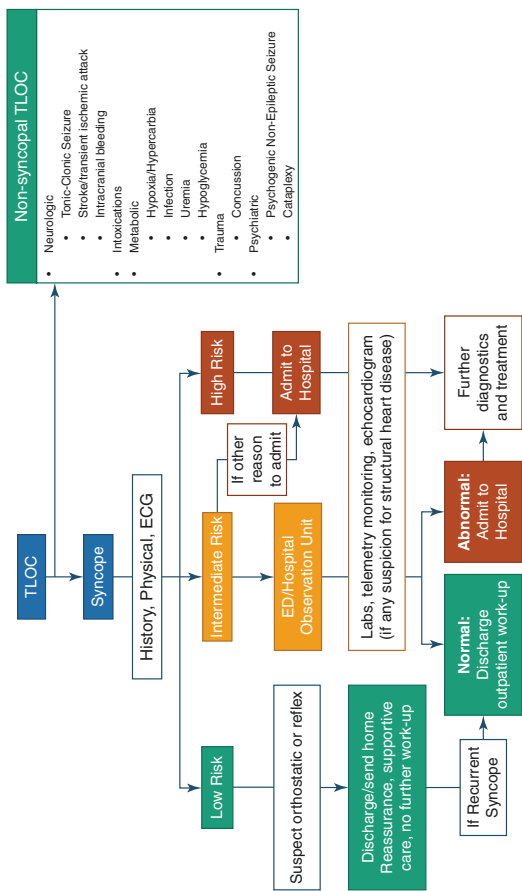 TLOC
Syncope
History, Physical, ECG
Non-syncopal TLOC
• Neurologic
• Tonic-Clonic Seizure
• Stroke/transient ischemic attack
• Intracranial bleeding
• Intoxications
• Metabolic
• Hypoxia/Hypercarbia
• Infection
• Uremia
• Hypoglycemia
• Trauma
• Concussion
• Psychiatric
• Psychogenic Non-Epileptic Seizure
• Cataplexy
Low Risk
Suspect orthostatic or reflex
Discharge/send home
Reassurance, supportive
care, no further work-up
If Recurrent
Syncope
Intermediate Risk
If other
reason
to admit
ED/Hospital
Observation Unit
High Risk
Admit to
Hospital
Labs, telemetry monitoring, echocardiogram
(if any suspicion for structural heart disease)
Normal:
Discharge
outpatient work-up
Abnormal:
Admit to
Hospital
Further
diagnostics
and treatment